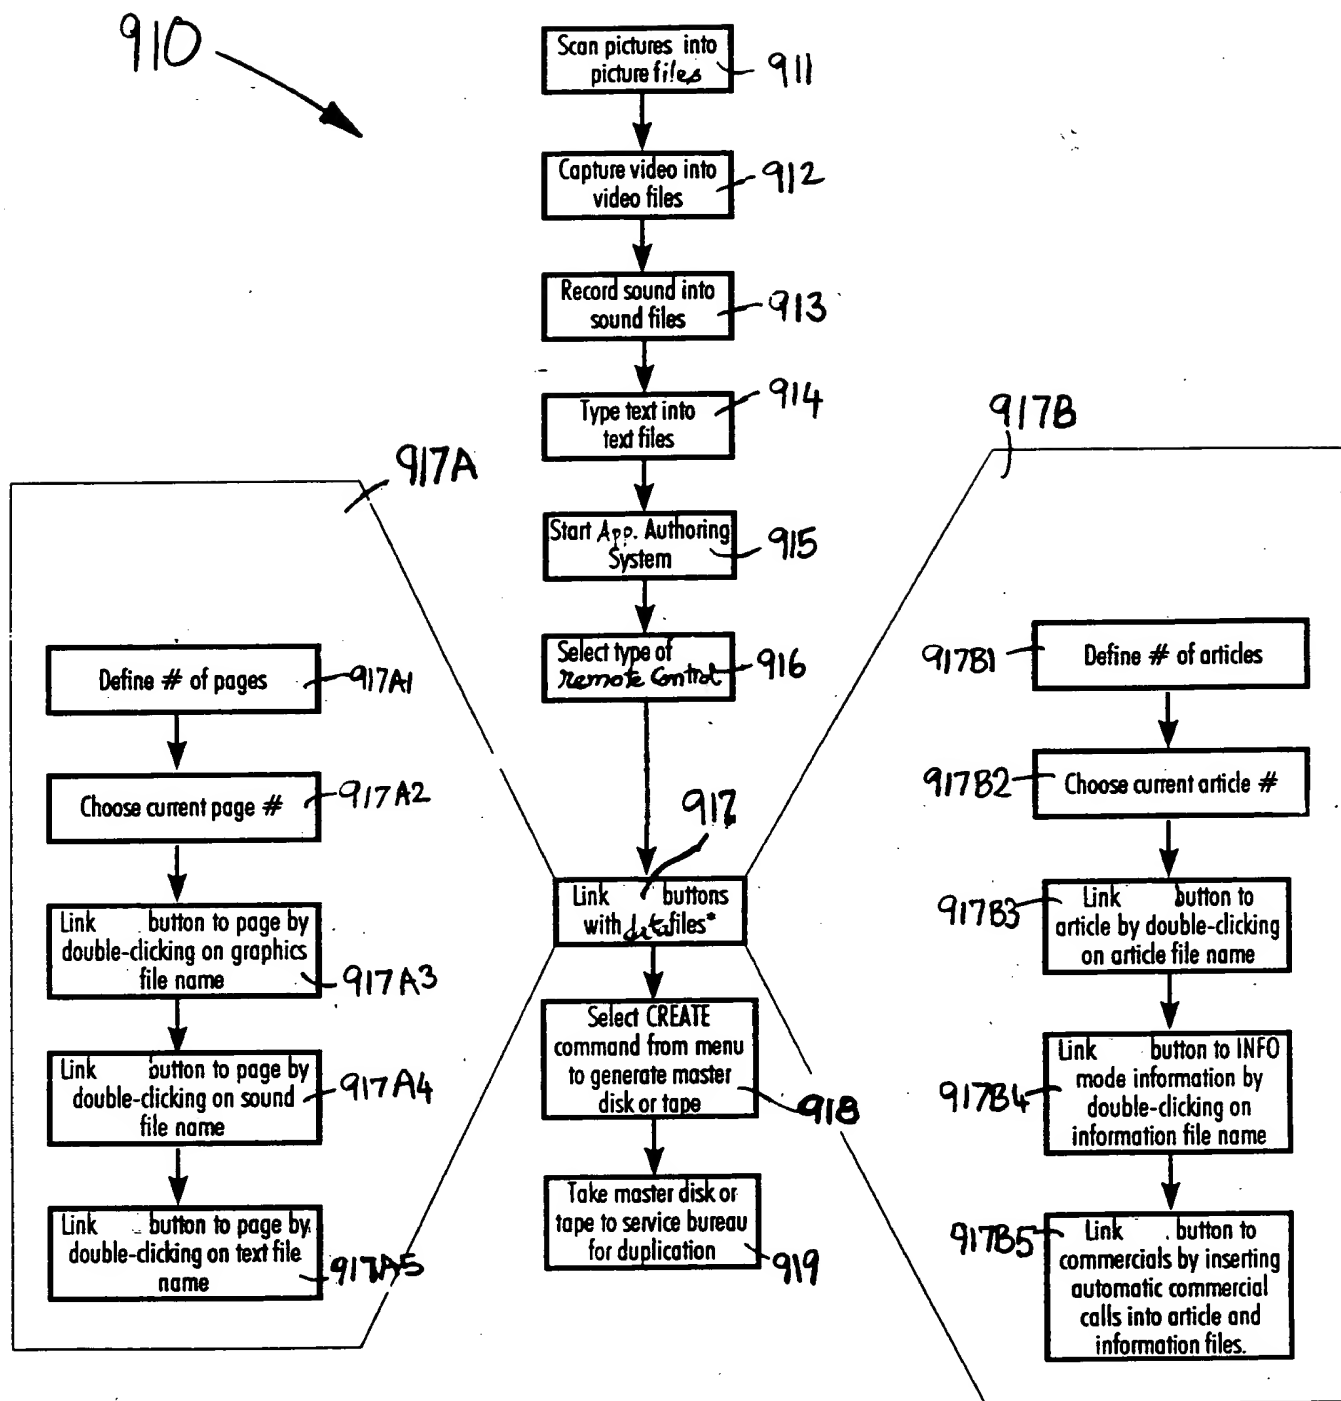 910
Scan pictures into
picture files
911
Capture video into
video files
912
Record sound into
sound files
913
Type text into
text files
914
Start App. Authoring
System
915
Select type of
Remote Control
916
917
Link buttons
with data files*
Select CREATE
command from menu
to generate master
disk or tape
918
Take master disk or
tape to service bureau
for duplication
919
917A
Define # of pages
917A1
Choose current page #
917A2
Link button to page by
double-clicking on graphics
file name
917A3
Link button to page by
double-clicking on sound
file name
917A4
Link button to page by
double-clicking on text file
name
917A5
917B
917B1
Define # of articles
917B2
Choose current article #
917B3
Link button to
article by double-clicking
on article file name
917B4
Link button to INFO
mode information by
double-clicking on
information file name
917B5
Link button to
commercials by inserting
automatic commercial
calls into article and
information files.